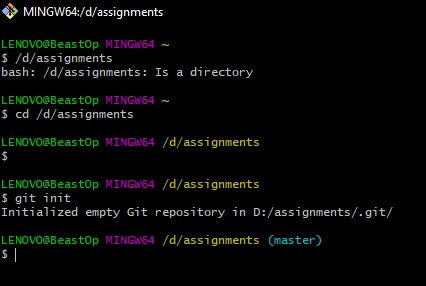 MINGW64:/d/assignments
LENOVO@BeastOp MINGW64 ~
$ /d/assignments
bash: /d/assignments: Is a directory
LENOVO@BeastOp MINGW64 ~
$ cd /d/assignments
LENOVO@BeastOp MINGW64 /d/assignments
$
LENOVO@BeastOp MINGW64 /d/assignments
$ git init
Initialized empty Git repository in D:/assignments/.git/
LENOVO@BeastOp MINGW64 /d/assignments (master)
$